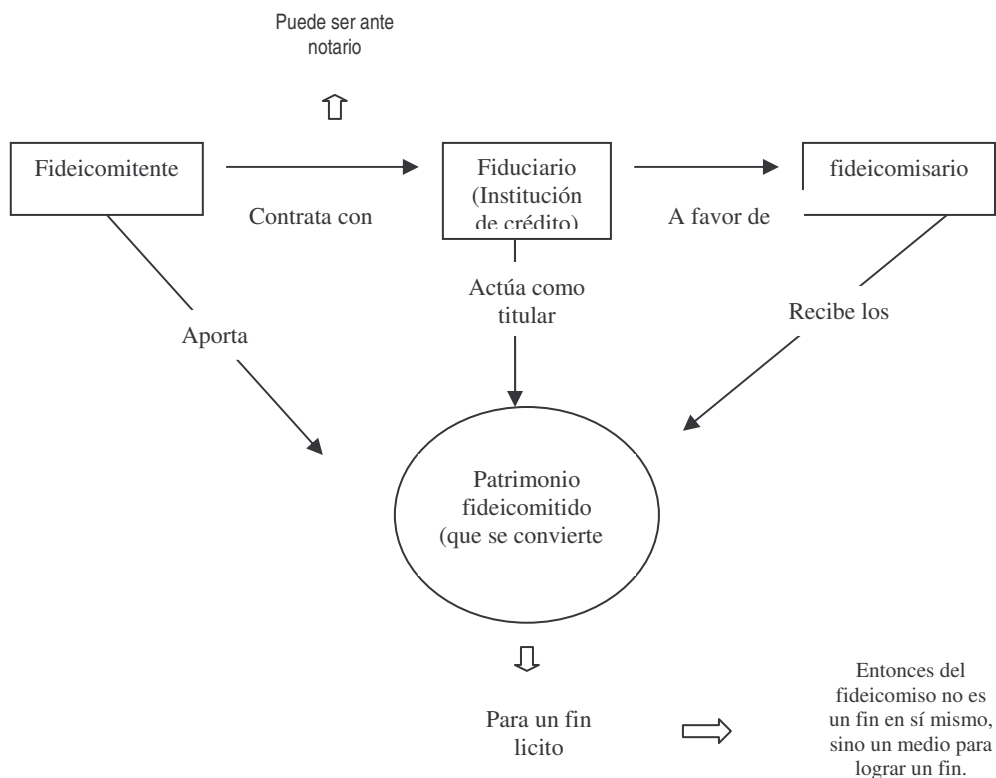 Puede ser ante
notario
Fideicomitente
Contrata con
Fiduciario
(Institución
de crédito)
A favor de
fideicomisario
Aporta
Actúa como
titular
Recibe los
Patrimonio
fideicomitido
(que se convierte
Para un fin
licito
Entonces del
fideicomiso no es
un fin en sí mismo,
sino un medio para
lograr un fin.